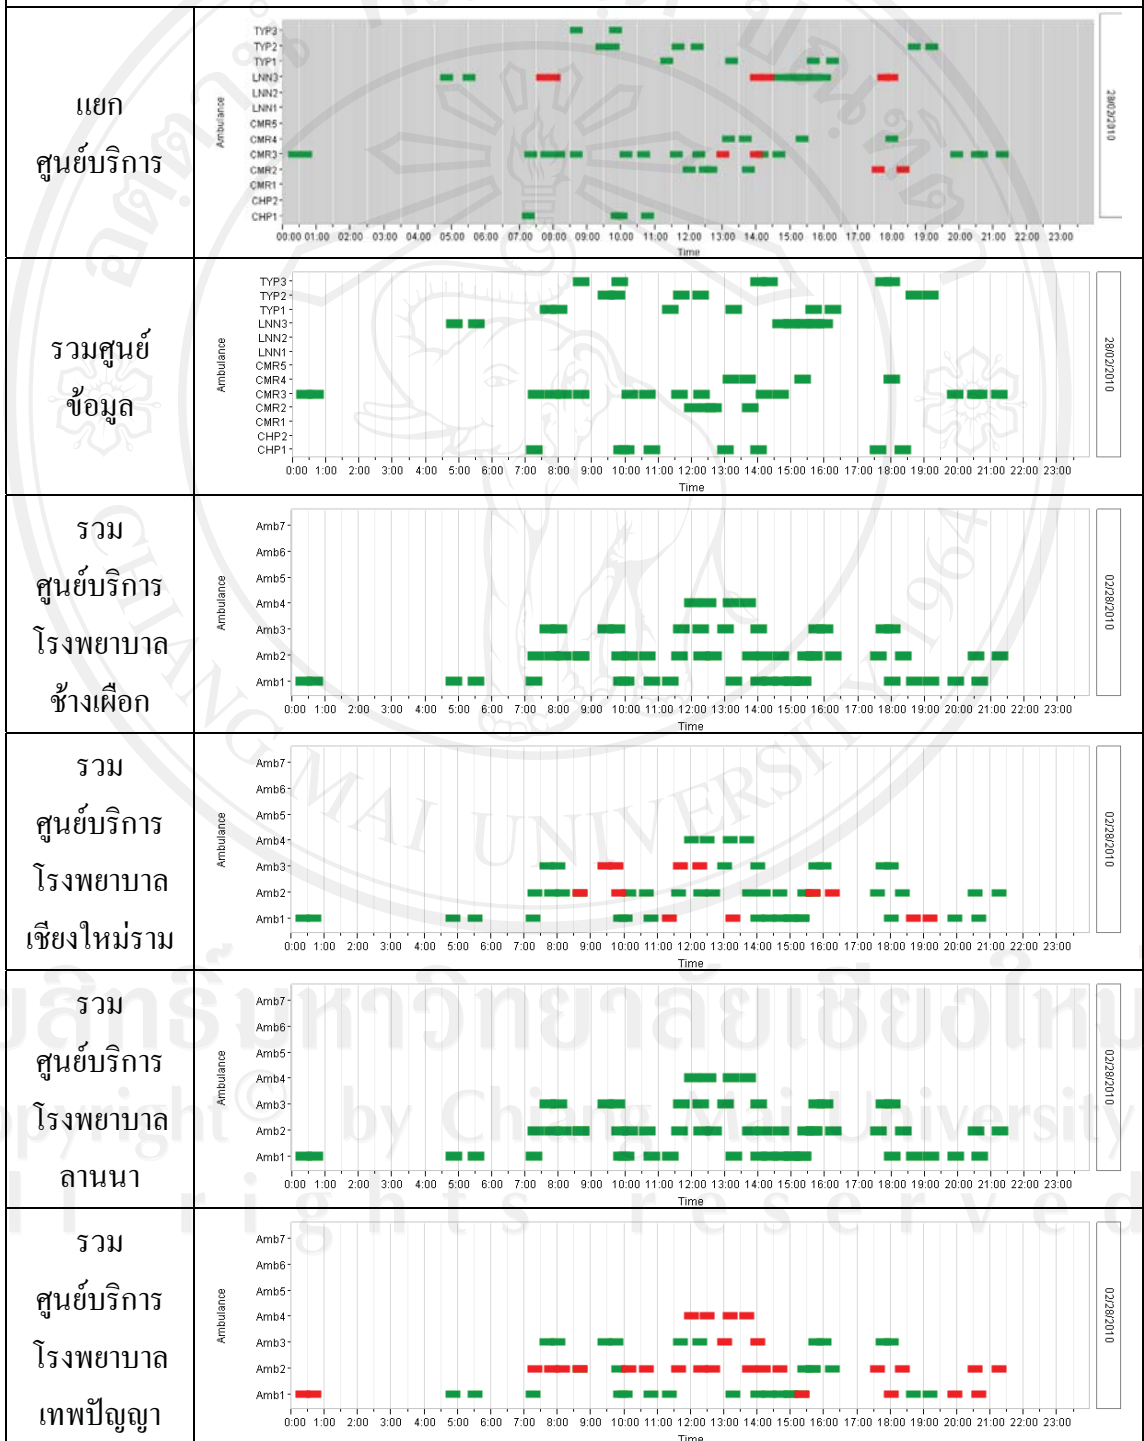 แยก
ศูนย์บริการ
Ambulance
TYP3
TYP2
TYP1
LNN3
LNN2
LNN1
CMR5
CMR4
CMR3
CMR2
CMR1
CHP2
CHP1
00:00 01:00 02:00 03:00 04:00 05:00 06:00 07:00 08:00 09:00 10:00 11:00 12:00 13:00 14:00 15:00 16:00 17:00 18:00 19:00 20:00 21:00 22:00 23:00
Time
28/02/2010
รวมศูนย์
ข้อมูล
Ambulance
TYP3
TYP2
TYP1
LNN3
LNN2
LNN1
CMR5
CMR4
CMR3
CMR2
CMR1
CHP2
CHP1
0:00 1:00 2:00 3:00 4:00 5:00 6:00 7:00 8:00 9:00 10:00 11:00 12:00 13:00 14:00 15:00 16:00 17:00 18:00 19:00 20:00 21:00 22:00 23:00
Time
28/02/2010
รวม
ศูนย์บริการ
โรงพยาบาล
ช้างเผือก
Ambulance
Amb7
Amb6
Amb5
Amb4
Amb3
Amb2
Amb1
0:00 1:00 2:00 3:00 4:00 5:00 6:00 7:00 8:00 9:00 10:00 11:00 12:00 13:00 14:00 15:00 16:00 17:00 18:00 19:00 20:00 21:00 22:00 23:00
Time
02/28/2010
รวม
ศูนย์บริการ
โรงพยาบาล
เชียงใหม่ราม
Ambulance
Amb7
Amb6
Amb5
Amb4
Amb3
Amb2
Amb1
0:00 1:00 2:00 3:00 4:00 5:00 6:00 7:00 8:00 9:00 10:00 11:00 12:00 13:00 14:00 15:00 16:00 17:00 18:00 19:00 20:00 21:00 22:00 23:00
Time
02/28/2010
รวม
ศูนย์บริการ
โรงพยาบาล
ลานนา
Ambulance
Amb7
Amb6
Amb5
Amb4
Amb3
Amb2
Amb1
0:00 1:00 2:00 3:00 4:00 5:00 6:00 7:00 8:00 9:00 10:00 11:00 12:00 13:00 14:00 15:00 16:00 17:00 18:00 19:00 20:00 21:00 22:00 23:00
Time
02/28/2010
รวม
ศูนย์บริการ
โรงพยาบาล
เทพปัญญา
Ambulance
Amb7
Amb6
Amb5
Amb4
Amb3
Amb2
Amb1
0:00 1:00 2:00 3:00 4:00 5:00 6:00 7:00 8:00 9:00 10:00 11:00 12:00 13:00 14:00 15:00 16:00 17:00 18:00 19:00 20:00 21:00 22:00 23:00
Time
02/28/2010
CHIANG MAI UNIVERSITY 1964
by Chiang Mai University
rights reserved